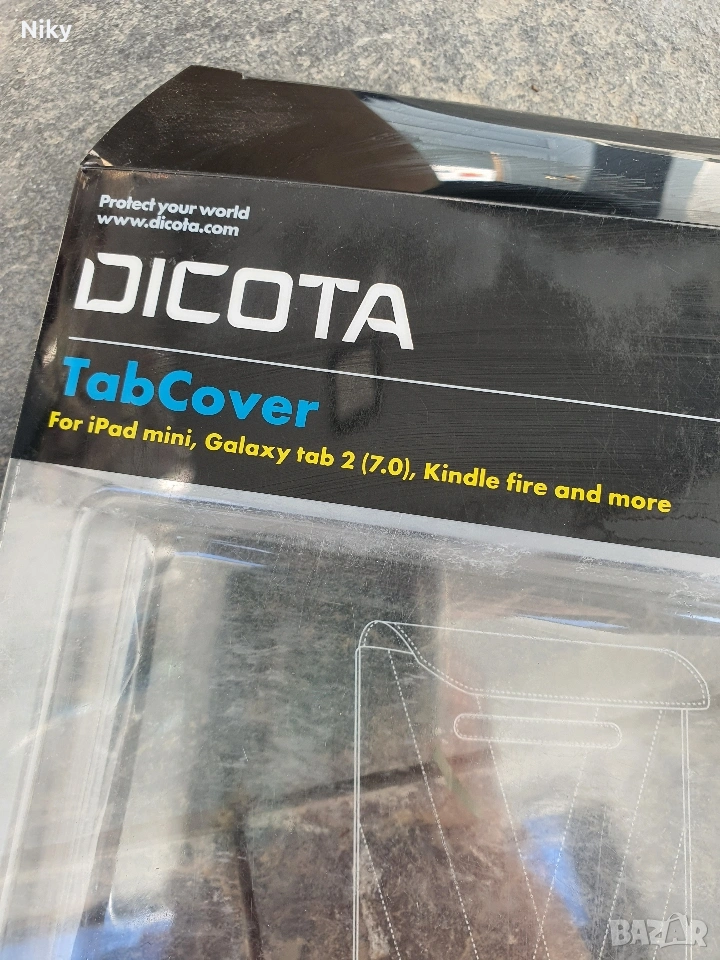 Niky
Protect your world
www.dicota.com
DICOTA
TabCover
For iPad mini, Galaxy tab 2 (7.0), Kindle fire and more
BAZAR